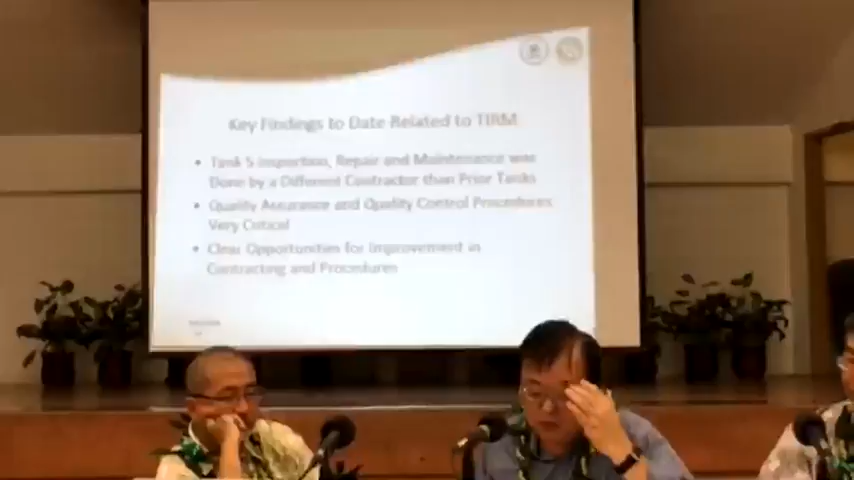 Key Findings to Date Related to TIRM
• Tank 5 Inspection, Repair and Maintenance was
Done by a Different Contractor than Prior Tanks
• Quality Assurance and Quality Control Procedures
Very Critical
• Clear Opportunities for Improvement in
Contracting and Procedures